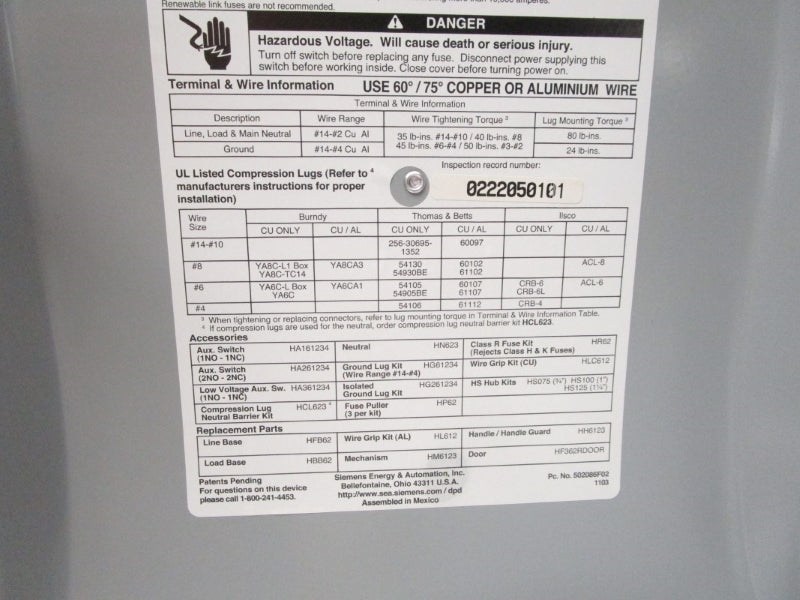 Renewable link fuses are not recommended.
DANGER
Hazardous Voltage. Will cause death or serious injury.
Turn off switch before replacing any fuse. Disconnect power supplying this
switch before working inside. Close cover before turning power on.
Terminal & Wire Information USE 60° / 75° COPPER OR ALUMINIUM WIRE
Terminal & Wire Information
Description Wire Range Wire Tightening Torque ³ Lug Mounting Torque ³
Line, Load & Main Neutral #14-#2 Cu Al 35 lb-ins. #14-#10 / 40 lb-ins. #8 80 lb-ins.
Ground #14-#4 Cu Al 45 lb-ins. #6-#4 / 50 lb-ins. #3-#2 24 lb-ins.
Inspection record number:
0222050101
UL Listed Compression Lugs (Refer to ⁴
manufacturers instructions for proper
installation)
Wire Size Burndy Thomas & Betts Ilsco
CU ONLY CU / AL CU ONLY CU / AL CU ONLY CU / AL
#14-#10 256-30695-1352 60097
#8 YA8C-L1 Box YA8CA3 54130 60102 ACL-8
YA8C-TC14 54930BE 61102
#6 YA6C-L Box YA6CA1 54105 60107 CRB-6 ACL-6
YA6C 54905BE 61107 CRB-6L
#4 54106 61112 CRB-4
³ When tightening or replacing connectors, refer to lug mounting torque in Terminal & Wire Information Table.
⁴ If compression lugs are used for the neutral, order compression lug neutral barrier kit HCL623.
Accessories
Aux. Switch HA161234 Neutral HN623 Class R Fuse Kit HR62
(1NO - 1NC) (Rejects Class H & K Fuses)
Aux. Switch HA261234 Ground Lug Kit HG61234 Wire Grip Kit (CU) HLC612
(2NO - 2NC) (Wire Range #14-#4)
Low Voltage Aux. Sw. HA361234 Isolated HG261234 HS Hub Kits HS075 (¾") HS100 (1")
(1NO - 1NC) Ground Lug Kit HS125 (1¼")
Compression Lug HCL623 ⁴ Fuse Puller HP62
Neutral Barrier Kit (3 per kit)
Replacement Parts
Line Base HFB62 Wire Grip Kit (AL) HL612 Handle / Handle Guard HH6123
Load Base HBB62 Mechanism HM6123 Door HF362RDOOR
Patents Pending
For questions on this device
please call 1-800-241-4453.
Siemens Energy & Automation, Inc.
Bellefontaine, Ohio 43311 U.S.A.
http://www.sea.siemens.com / dpd
Assembled in Mexico
Pc. No. 502086F02
1103